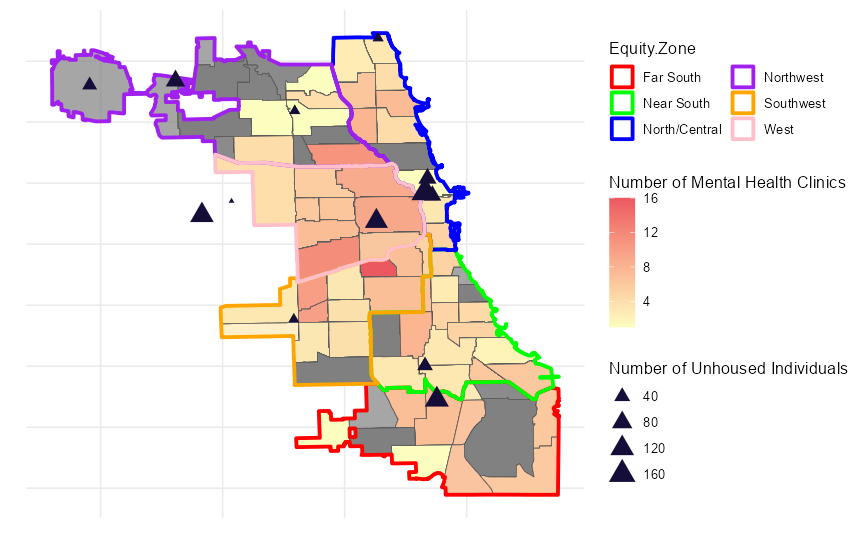 Equity.Zone
Far South
Northwest
Near South
Southwest
North/Central
West
Number of Mental Health Clinics
16
12
8
4
Number of Unhoused Individuals
40
80
120
160